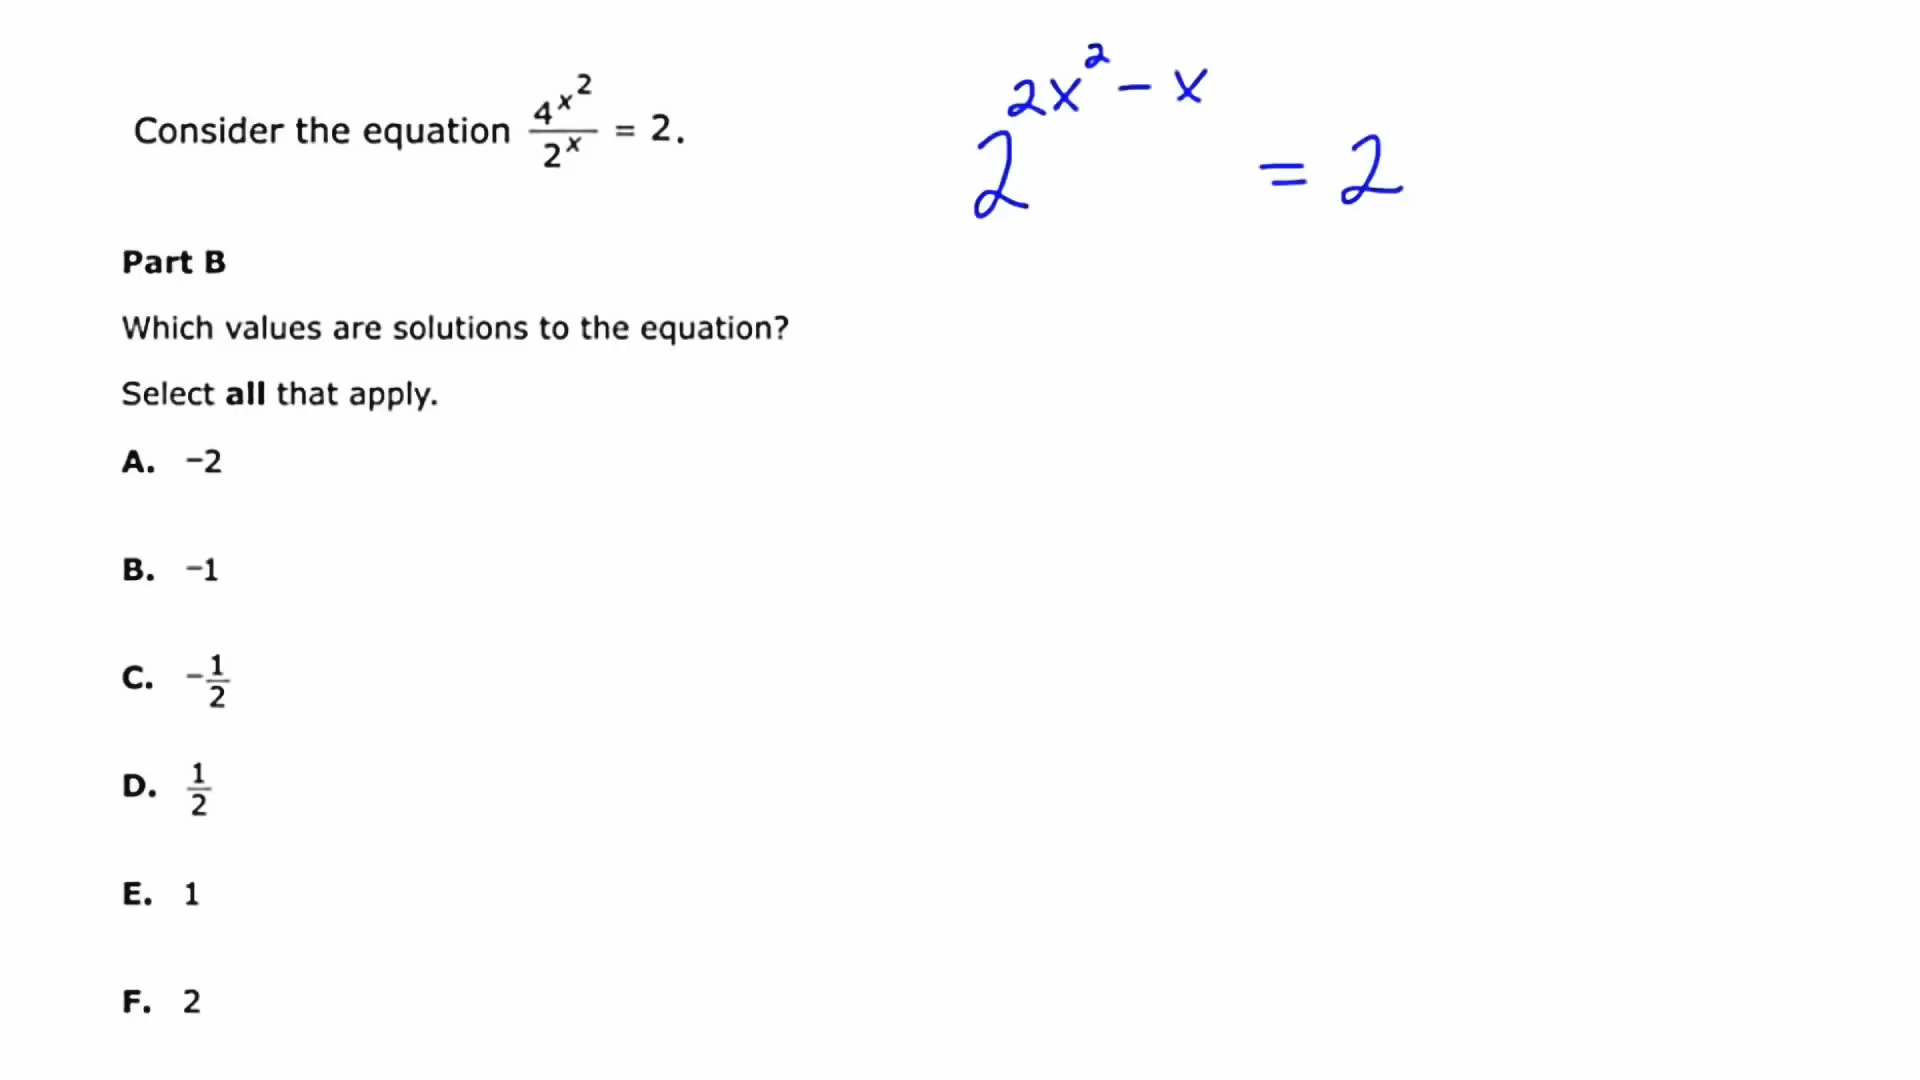 Consider the equation 4^x^2 / 2^x = 2.
2^2x^2 - x = 2
Part B
Which values are solutions to the equation?
Select all that apply.
A. -2
B. -1
C. -1/2
D. 1/2
E. 1
F. 2